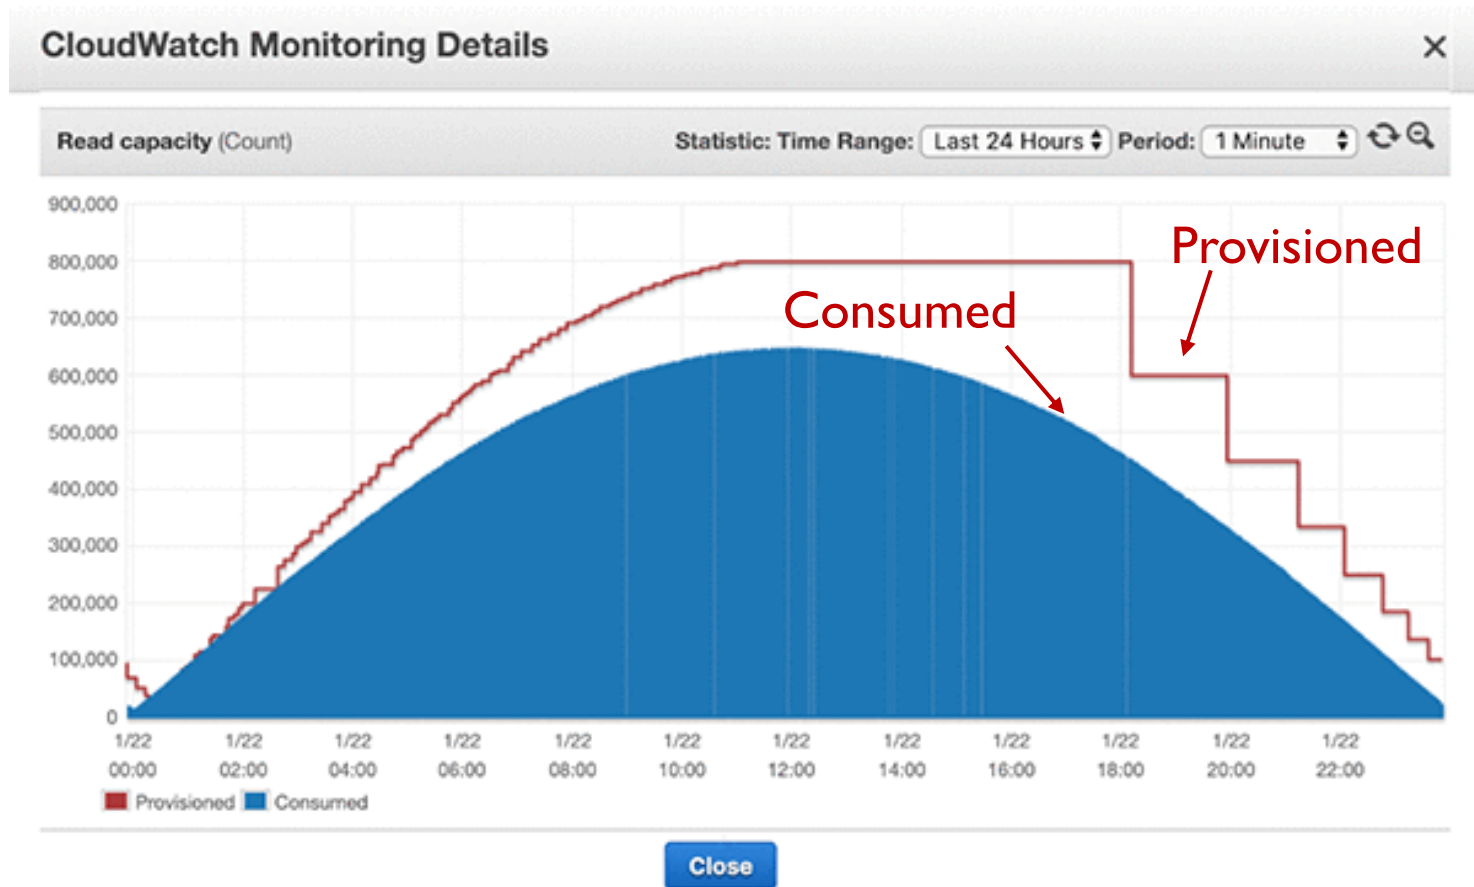 CloudWatch Monitoring Details
Read capacity (Count) Statistic: Time Range: Last 24 Hours Period: 1 Minute
900,000
800,000
700,000
600,000
500,000
400,000
300,000
200,000
100,000
0
Provisioned
Consumed
1/22 1/22 1/22 1/22 1/22 1/22 1/22 1/22 1/22 1/22 1/22 1/22
00:00 02:00 04:00 06:00 08:00 10:00 12:00 14:00 16:00 18:00 20:00 22:00
Provisioned Consumed
Close